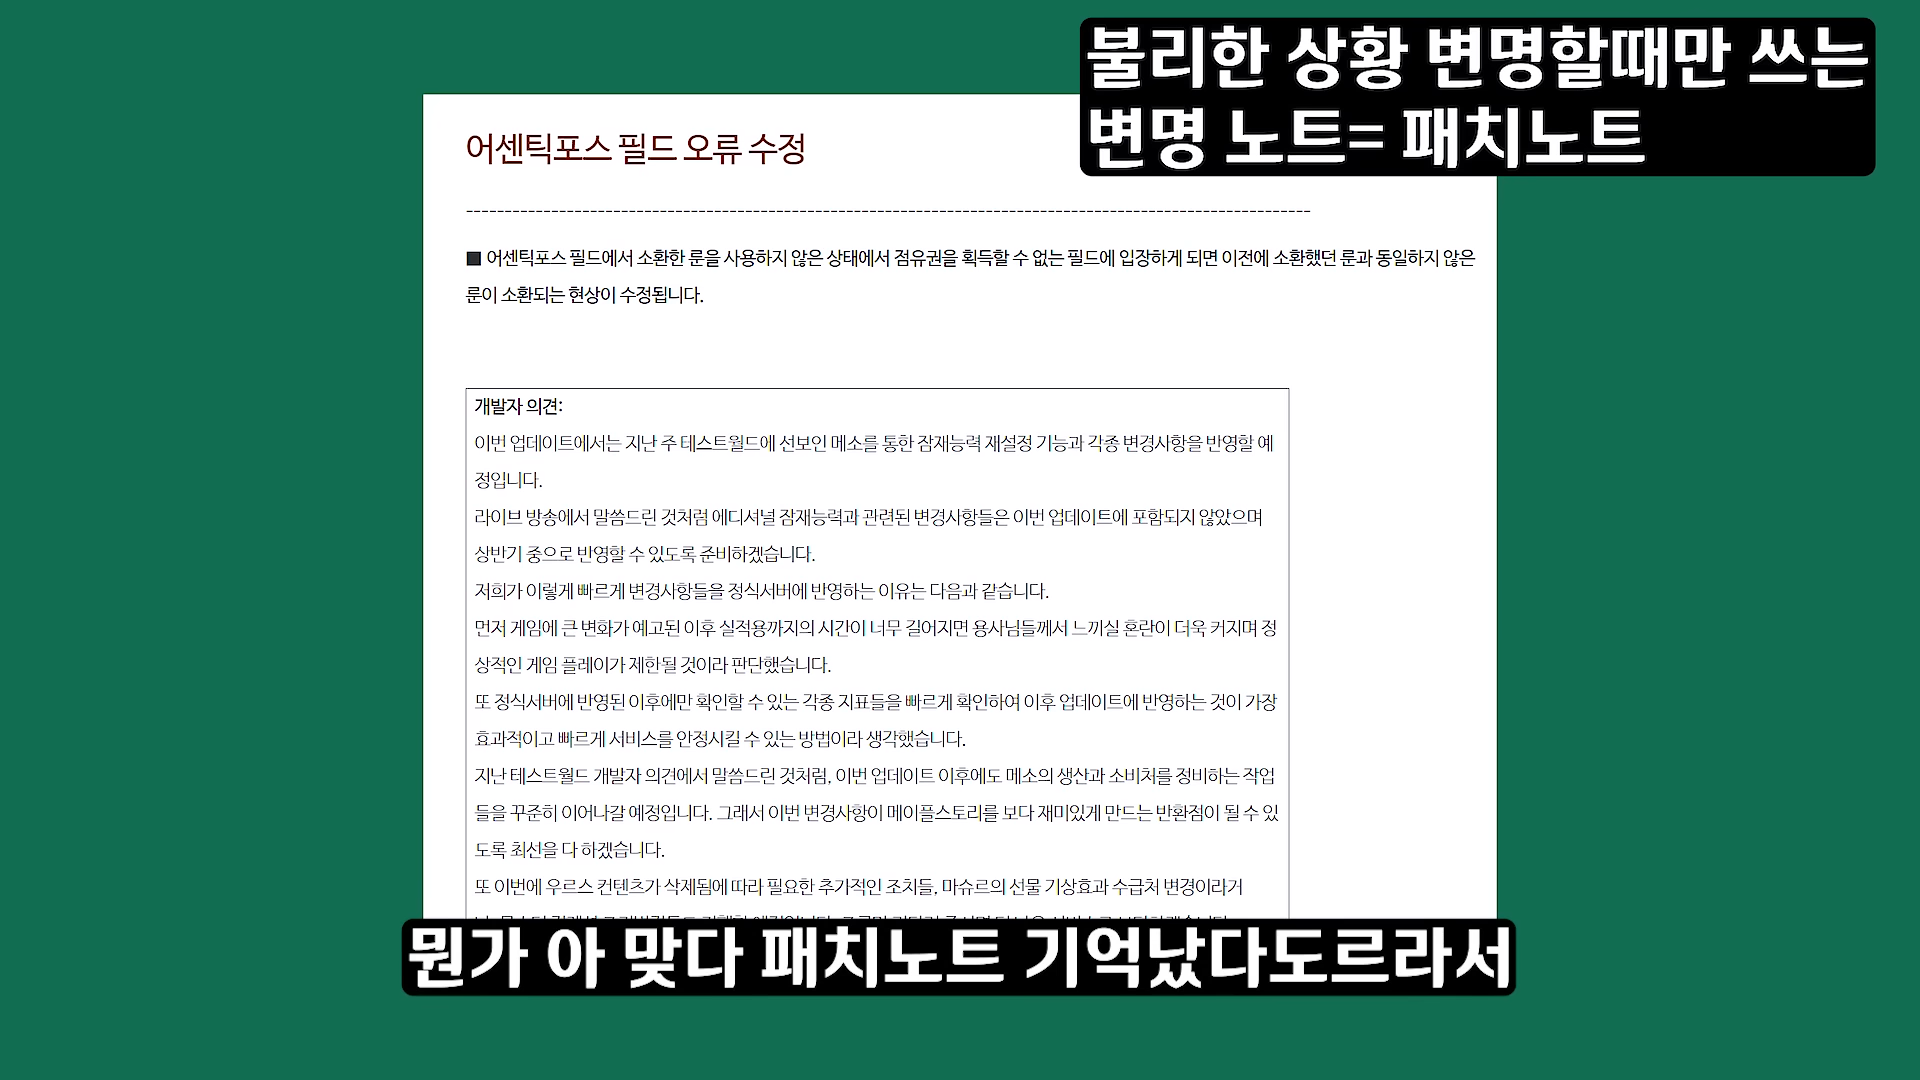 불리한 상황 변명할때만 쓰는
변명 노트= 패치노트
어센틱포스 필드 오류 수정
■ 어센틱포스 필드에서 소환한 룬을 사용하지 않은 상태에서 점유권을 획득할 수 없는 필드에 입장하게 되면 이전에 소환했던 룬과 동일하지 않은
룬이 소환되는 현상이 수정됩니다.
개발자 의견:
이번 업데이트에서는 지난 주 테스트월드에 선보인 메소를 통한 잠재능력 재설정 기능과 각종 변경사항을 반영할 예
정입니다.
라이브 방송에서 말씀드린 것처럼 에디셔널 잠재능력과 관련된 변경사항들은 이번 업데이트에 포함되지 않았으며
상반기 중으로 반영할 수 있도록 준비하겠습니다.
저희가 이렇게 빠르게 변경사항들을 정식서버에 반영하는 이유는 다음과 같습니다.
먼저 게임에 큰 변화가 예고된 이후 실적용까지의 시간이 너무 길어지면 용사님들께서 느끼실 혼란이 더욱 커지며 정
상적인 게임 플레이가 제한될 것이라 판단했습니다.
또 정식서버에 반영된 이후에만 확인할 수 있는 각종 지표들을 빠르게 확인하여 이후 업데이트에 반영하는 것이 가장
효과적이고 빠르게 서비스를 안정시킬 수 있는 방법이라 생각했습니다.
지난 테스트월드 개발자 의견에서 말씀드린 것처럼, 이번 업데이트 이후에도 메소의 생산과 소비처를 정비하는 작업
들을 꾸준히 이어나갈 예정입니다. 그래서 이번 변경사항이 메이플스토리를 보다 재미있게 만드는 반환점이 될 수 있
도록 최선을 다 하겠습니다.
또 이번에 우르스 컨텐츠가 삭제됨에 따라 필요한 추가적인 조치들, 마슈르의 선물 기상효과 수급처 변경이라거
뭔가 아 맞다 패치노트 기억났다도르라서